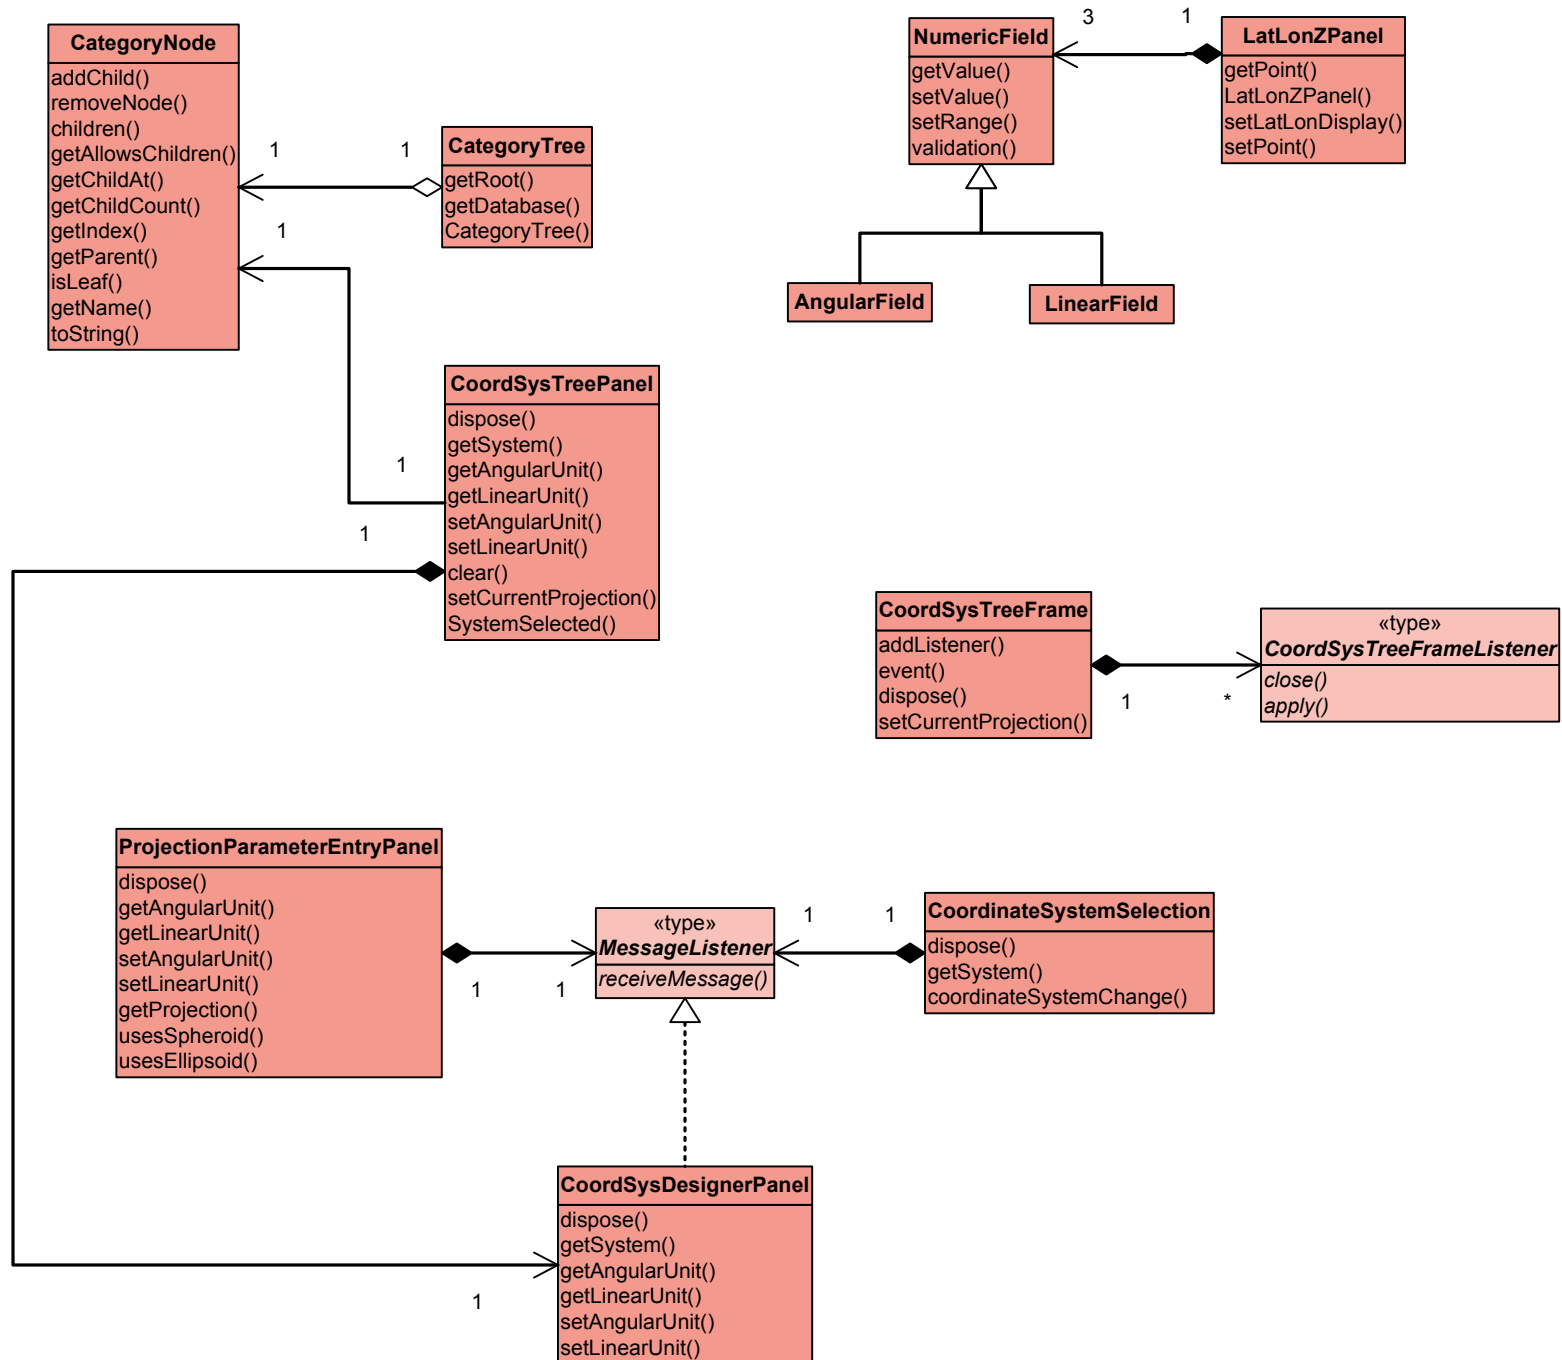 CategoryNode
addChild()
removeNode()
children()
getAllowsChildren()
getChildAt()
getChildCount()
getIndex()
getParent()
isLeaf()
getName()
toString()
1
1
CategoryTree
getRoot()
getDatabase()
CategoryTree()
1
NumericField
getValue()
setValue()
setRange()
validation()
3
1
LatLonZPanel
getPoint()
LatLonZPanel()
setLatLonDisplay()
setPoint()
AngularField
LinearField
CoordSysTreePanel
dispose()
getSystem()
getAngularUnit()
getLinearUnit()
setAngularUnit()
setLinearUnit()
clear()
setCurrentProjection()
SystemSelected()
1
1
CoordSysTreeFrame
addListener()
event()
dispose()
setCurrentProjection()
1
*
«type»
CoordSysTreeFrameListener
close()
apply()
ProjectionParameterEntryPanel
dispose()
getAngularUnit()
getLinearUnit()
setAngularUnit()
setLinearUnit()
getProjection()
usesSpheroid()
usesEllipsoid()
1
1
«type»
MessageListener
receiveMessage()
1
1
CoordinateSystemSelection
dispose()
getSystem()
coordinateSystemChange()
CoordSysDesignerPanel
dispose()
getSystem()
getAngularUnit()
getLinearUnit()
setAngularUnit()
setLinearUnit()
1